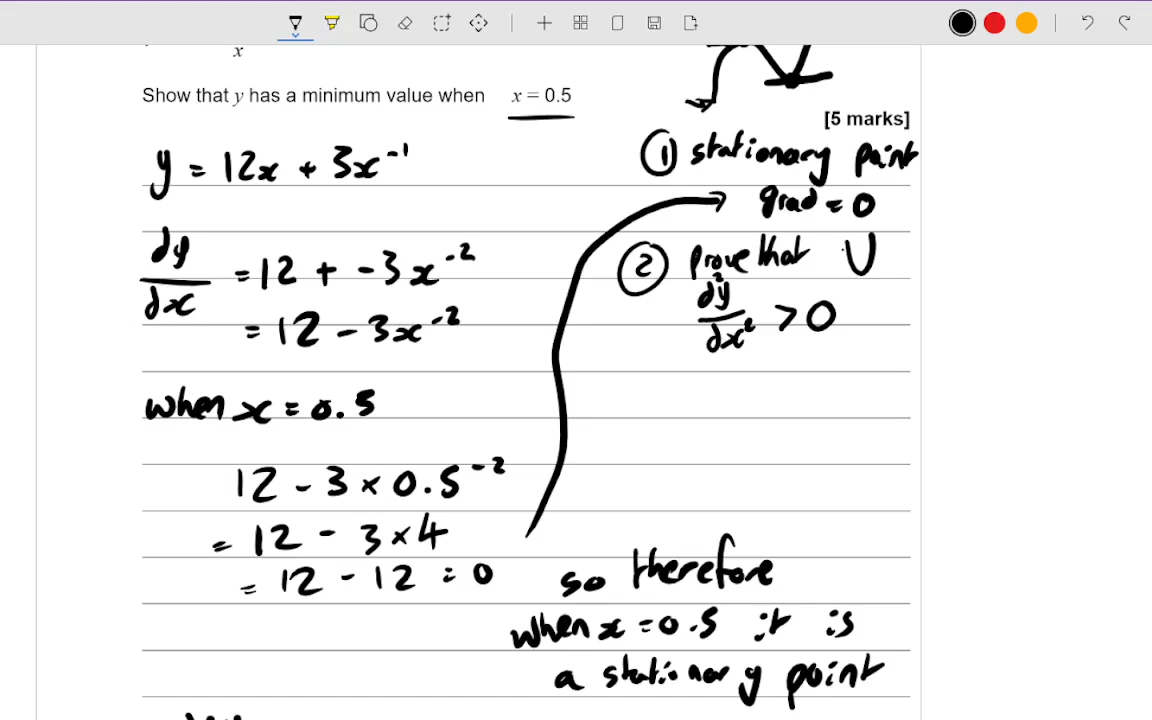 x
Show that y has a minimum value when x = 0.5
[5 marks]
y = 12x + 3x⁻¹
① stationary point
grad = 0
② prove that ∪
d²y/dx² > 0
dy/dx = 12 + -3x⁻²
= 12 - 3x⁻²
when x = 0.5
12 - 3 × 0.5⁻²
= 12 - 3 × 4
= 12 - 12 = 0
so therefore
when x = 0.5 it is
a stationary point